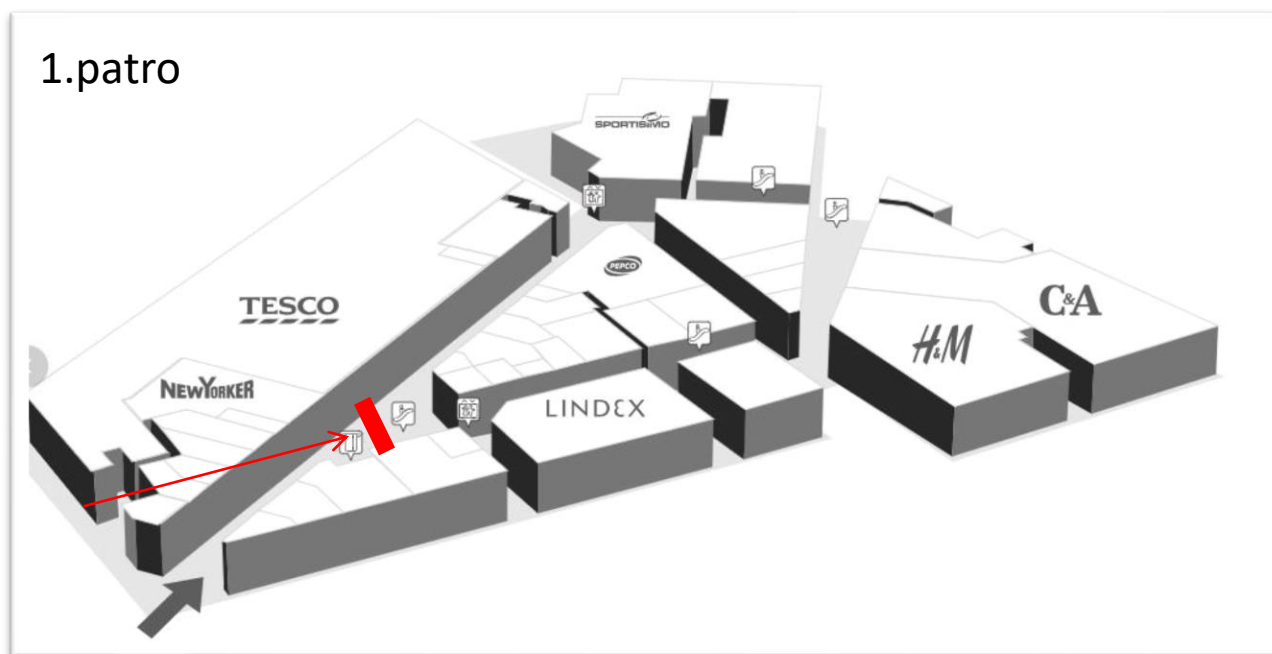 1.patro
SPORTISIMO
PEPCO
TESCO
C&A
H&M
NEWYORKER
LINDEX